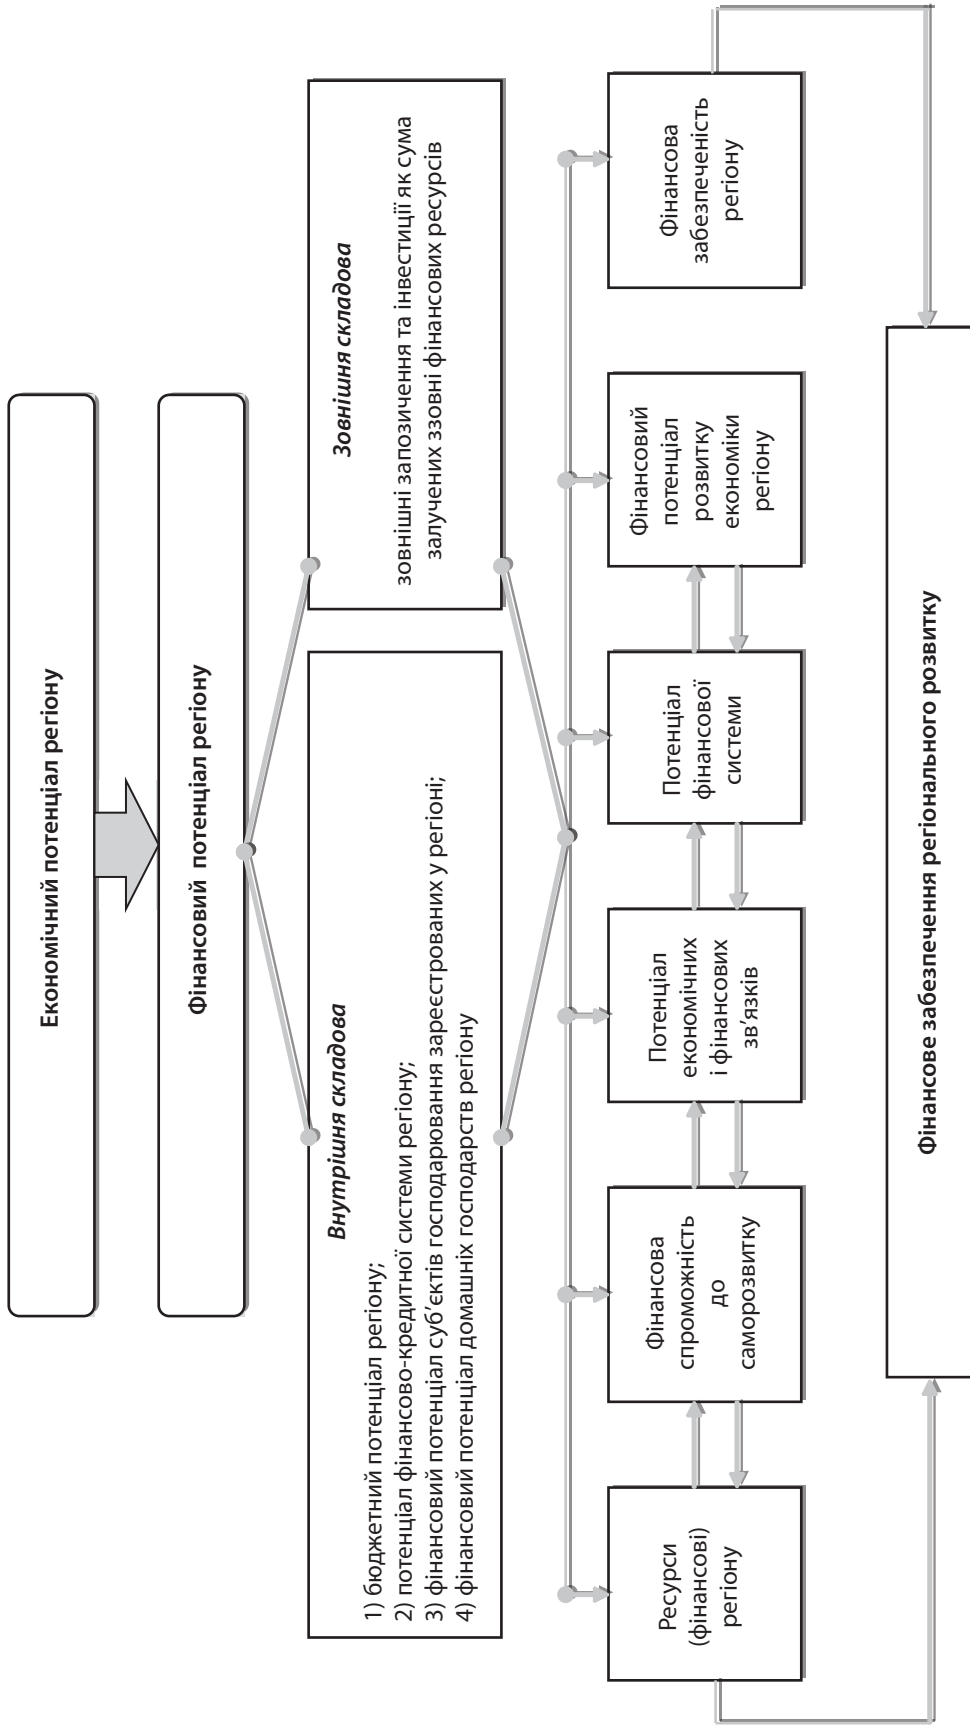 Економічний потенціал регіону
Фінансовий потенціал регіону
Внутрішня складова
1) бюджетний потенціал регіону;
2) потенціал фінансово-кредитної системи регіону;
3) фінансовий потенціал суб’єктів господарювання зареєстрованих у регіоні;
4) фінансовий потенціал домашніх господарств регіону
Зовнішня складова
зовнішні запозичення та інвестиції як сума
залучених ззовні фінансових ресурсів
Ресурси
(фінансові)
регіону
Фінансова
спроможність
до
саморозвитку
Потенціал
економічних
і фінансових
зв’язків
Потенціал
фінансової
системи
Фінансовий
потенціал
розвитку
економіки
регіону
Фінансова
забезпеченість
регіону
Фінансове забезпечення регіонального розвитку